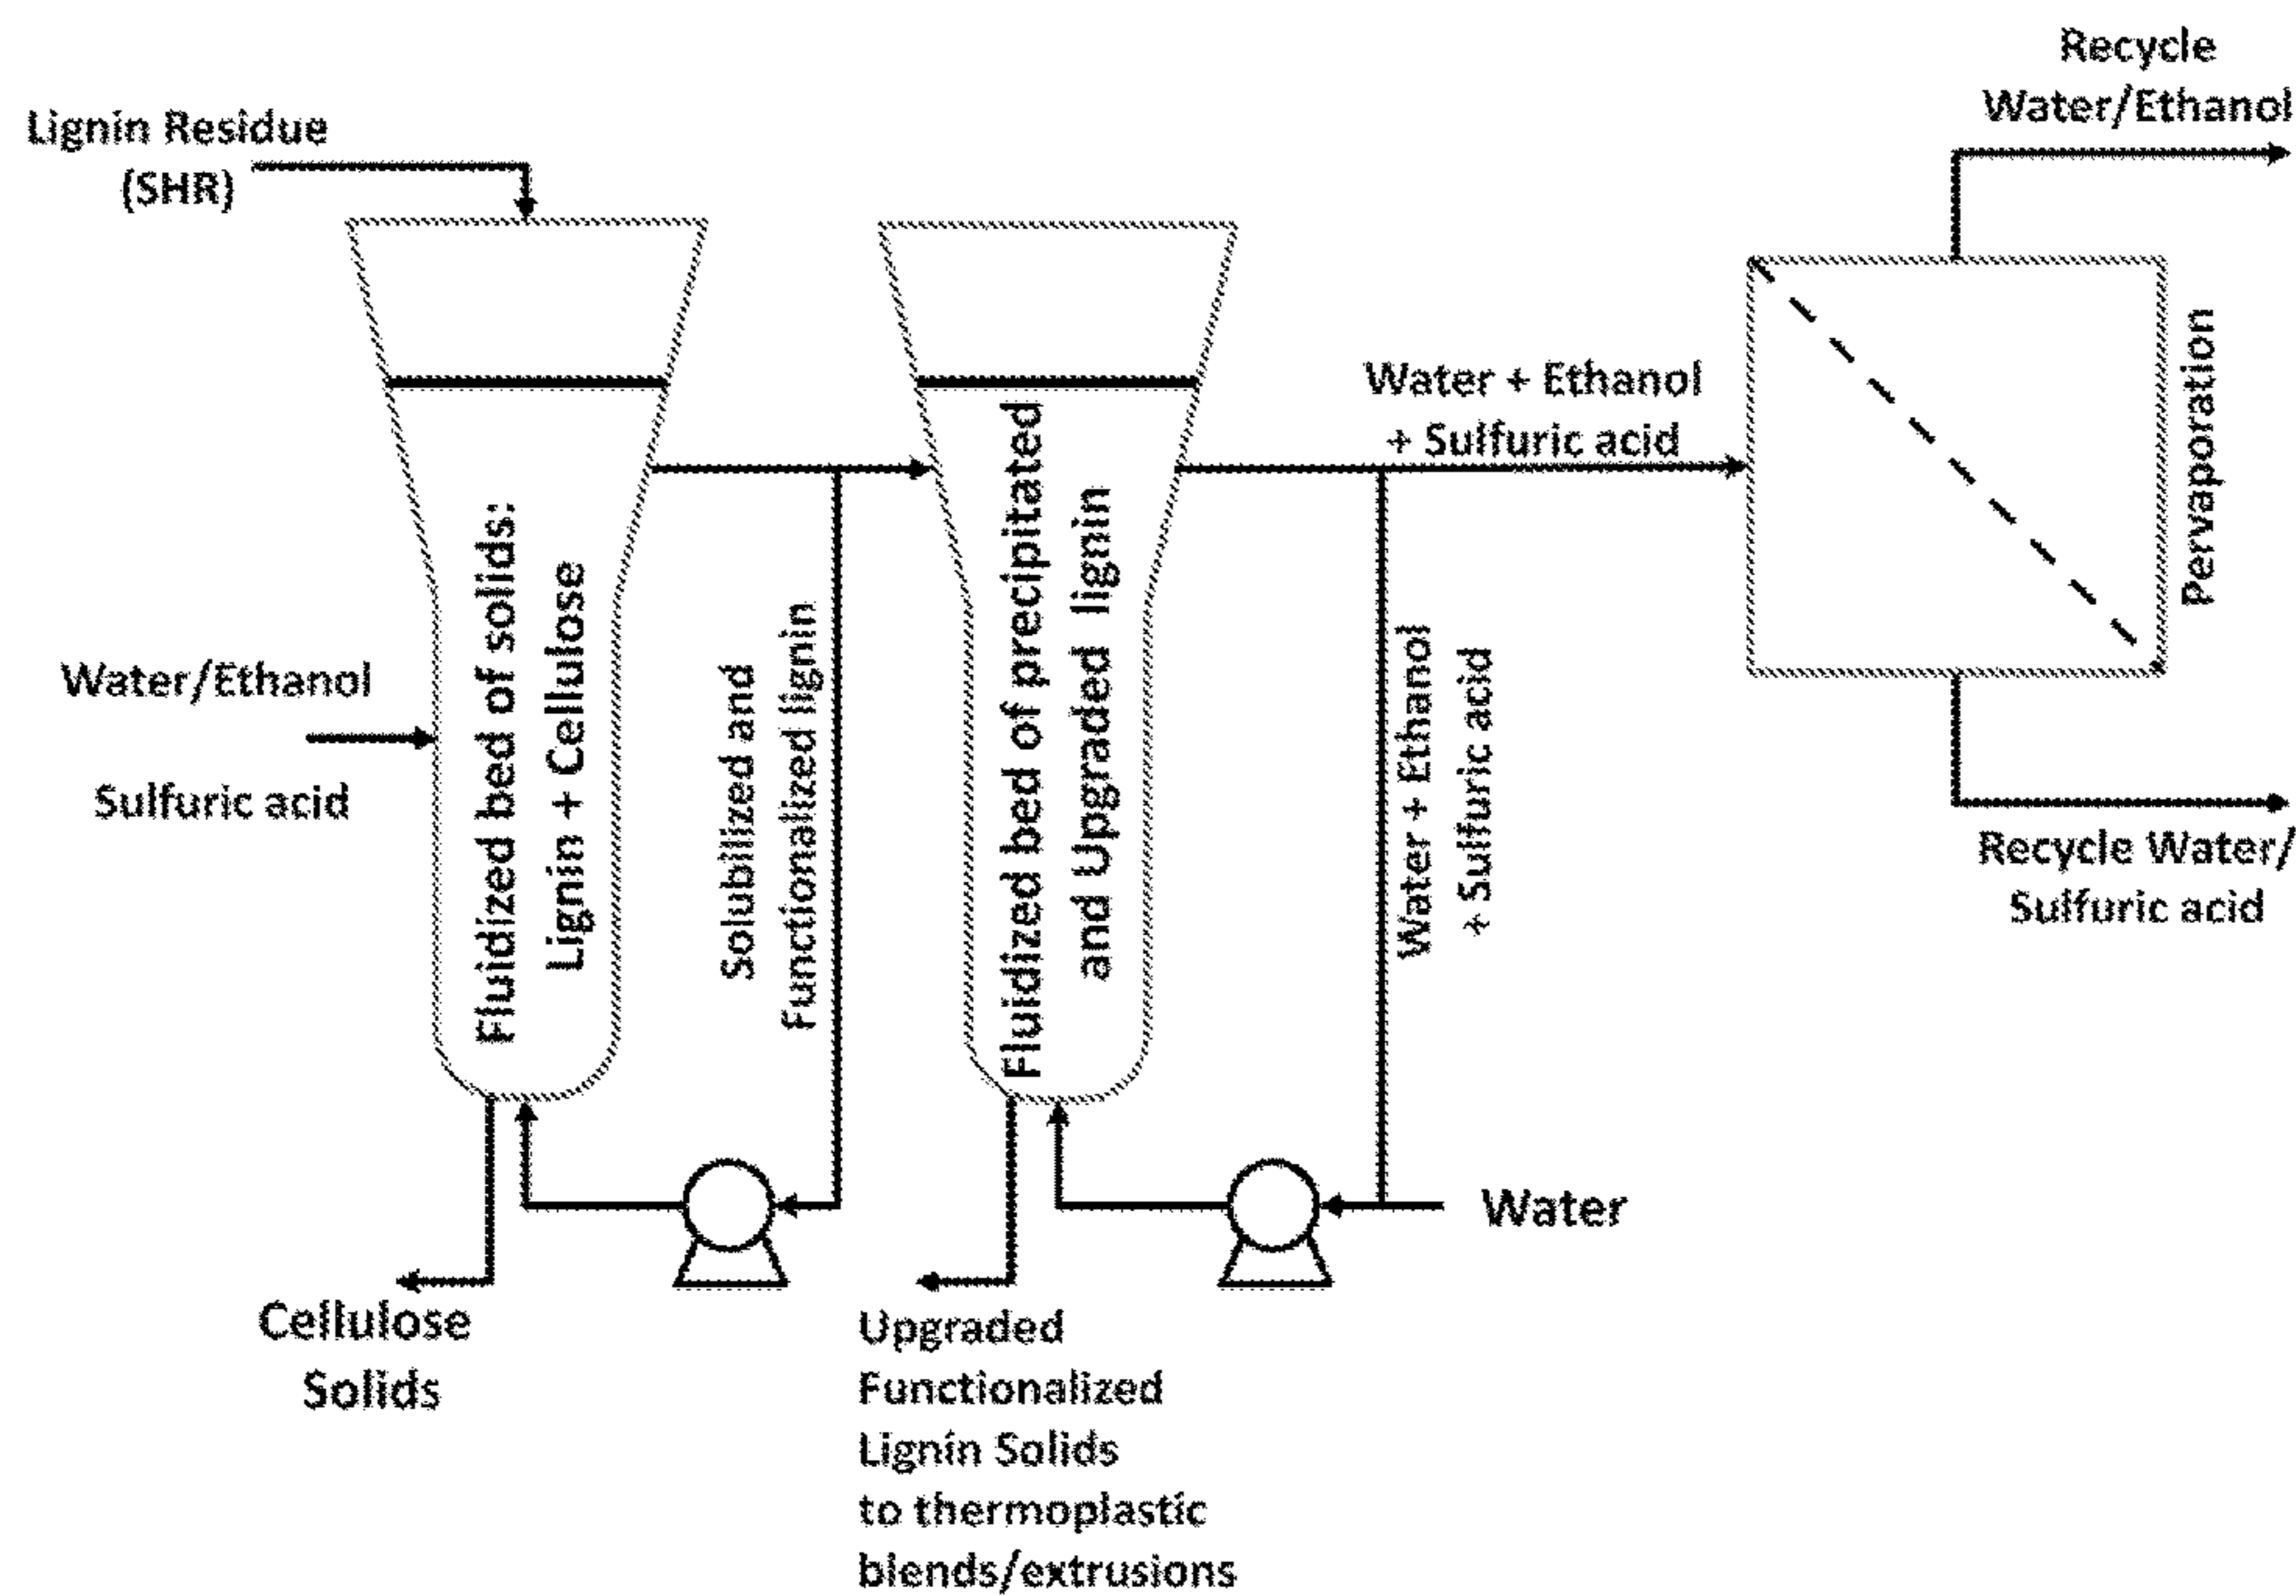 Lignin Residue
(SHR)
Water/Ethanol
Sulfuric acid
Fluidized bed of solids:
Lignin + Cellulose
Cellulose
Solids
Solubilized and
Functionalized lignin
Fluidized bed of precipitated
and Upgraded lignin
Upgraded
Functionalized
Lignin Solids
to thermoplastic
blends/extrusions
Water + Ethanol
+ Sulfuric acid
Water + Ethanol
+ Sulfuric acid
Water
Recycle
Water/Ethanol
Pervaporation
Recycle Water/
Sulfuric acid